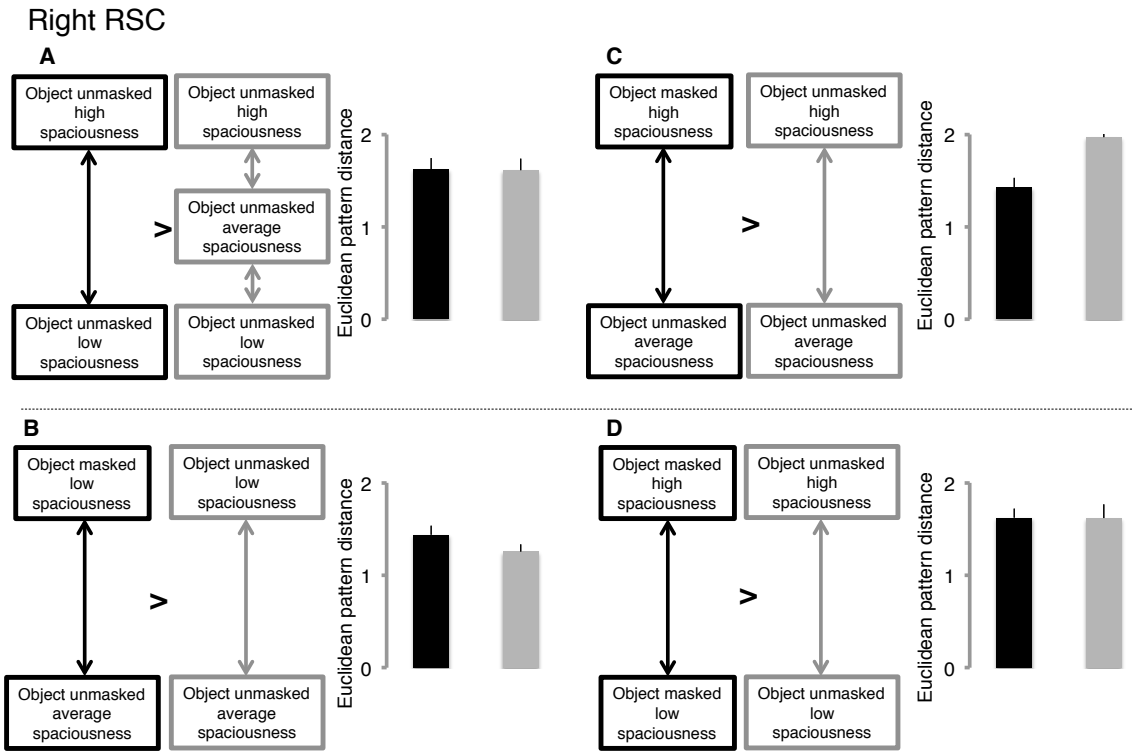 Right RSC
A
Object unmasked
high
spaciousness
Object unmasked
high
spaciousness
>
Object unmasked
average
spaciousness
Object unmasked
low
spaciousness
Object unmasked
low
spaciousness
Euclidean pattern distance
2
1
0
C
Object masked
high
spaciousness
Object unmasked
high
spaciousness
>
Object unmasked
average
spaciousness
Object unmasked
average
spaciousness
Euclidean pattern distance
2
1
0
B
Object masked
low
spaciousness
Object unmasked
low
spaciousness
>
Object unmasked
average
spaciousness
Object unmasked
average
spaciousness
Euclidean pattern distance
2
1
0
D
Object masked
high
spaciousness
Object unmasked
high
spaciousness
>
Object masked
low
spaciousness
Object unmasked
low
spaciousness
Euclidean pattern distance
2
1
0